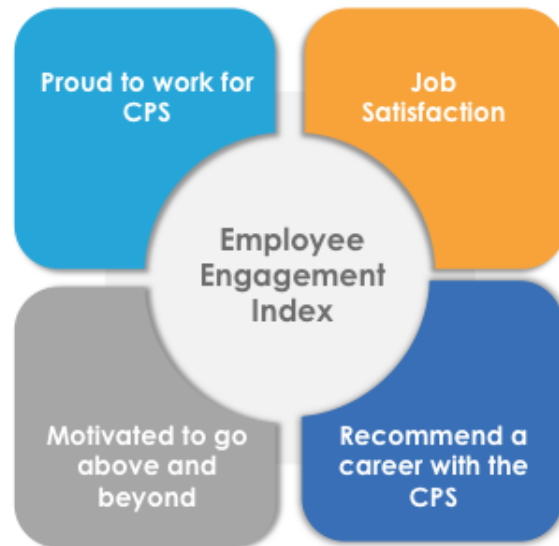 Proud to work for
CPS
Job
Satisfaction
Employee
Engagement
Index
Motivated to go
above and
beyond
Recommend a
career with the
CPS